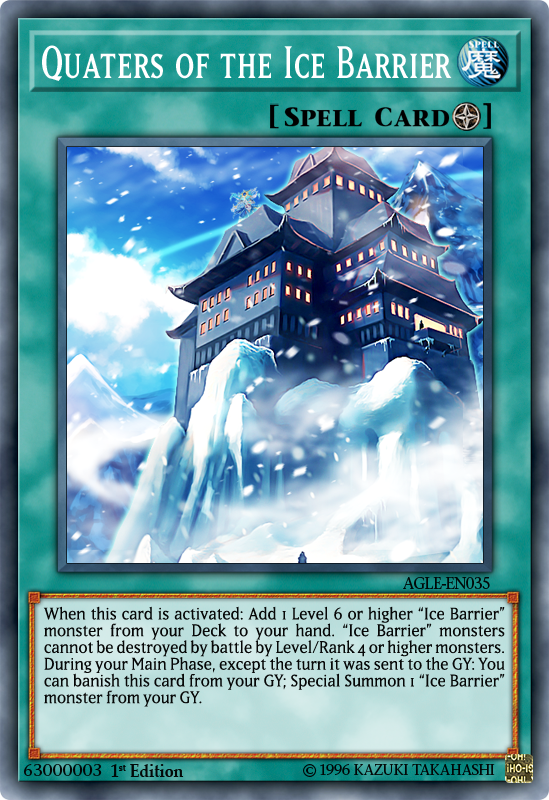 QUATERS OF THE ICE BARRIER
SPELL
魔
[SPELL CARD]
AGLE-EN035
When this card is activated: Add 1 Level 6 or higher “Ice Barrier”
monster from your Deck to your hand. “Ice Barrier” monsters
cannot be destroyed by battle by Level/Rank 4 or higher monsters.
During your Main Phase, except the turn it was sent to the GY: You
can banish this card from your GY; Special Summon 1 “Ice Barrier”
monster from your GY.
63000003 1st Edition © 1996 KAZUKI TAKAHASHI